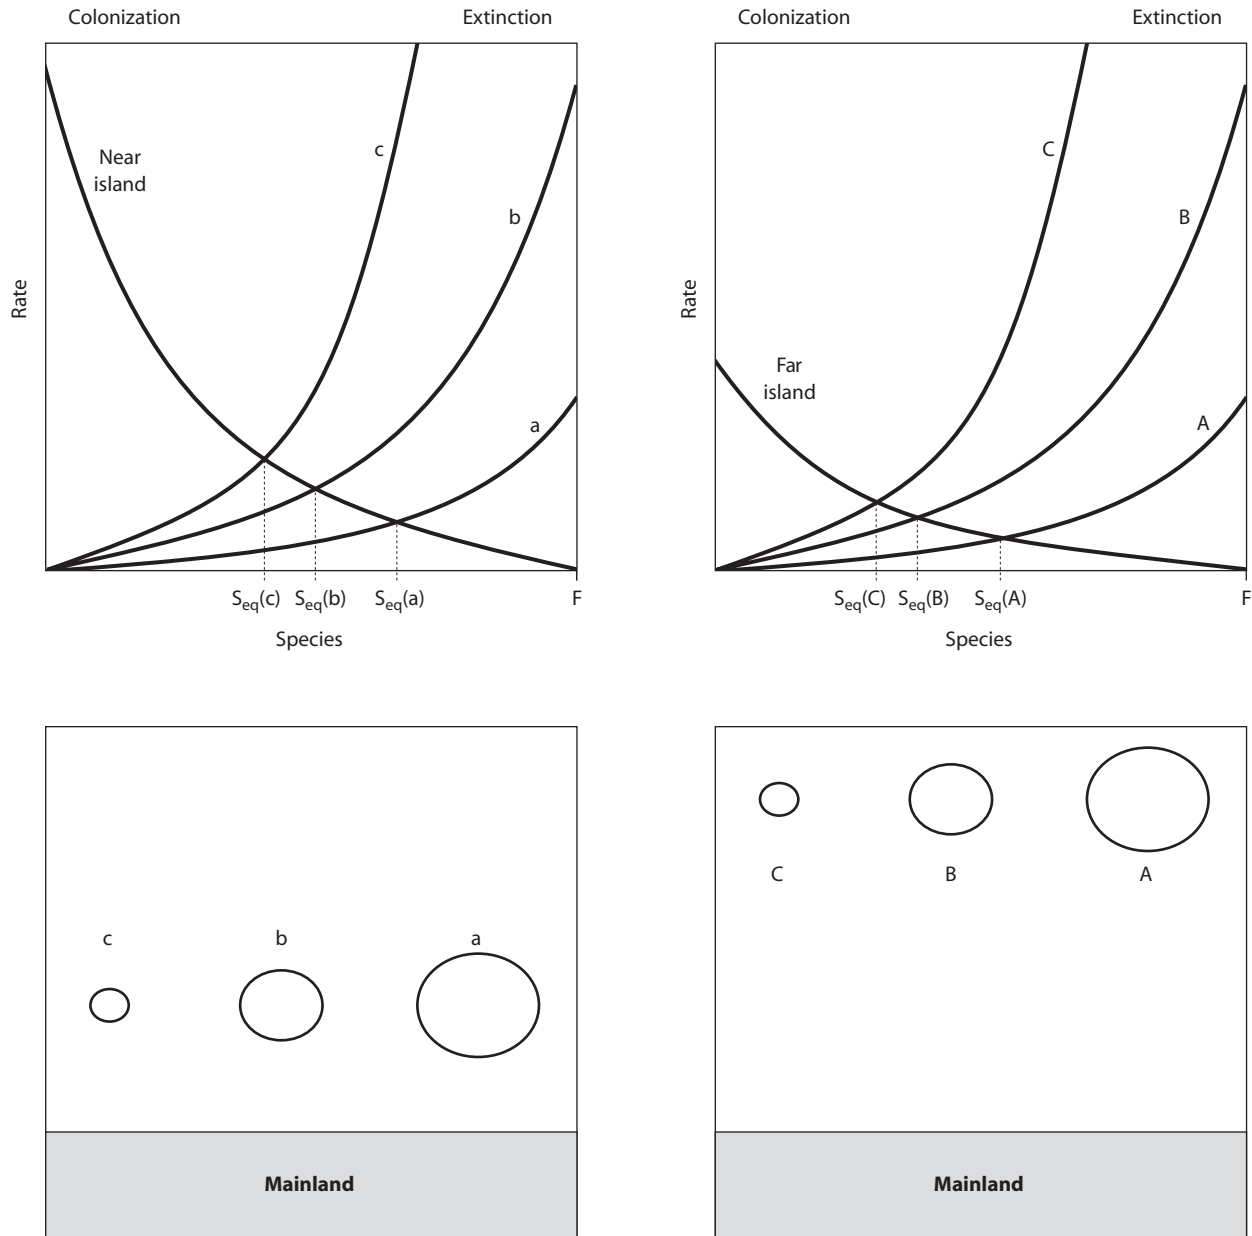 Colonization Extinction
Near
island
c
b
a
Rate
S_eq(c) S_eq(b) S_eq(a) F
Species
Colonization Extinction
Far
island
C
B
A
Rate
S_eq(C) S_eq(B) S_eq(A) F
Species
c b a
Mainland
C B A
Mainland